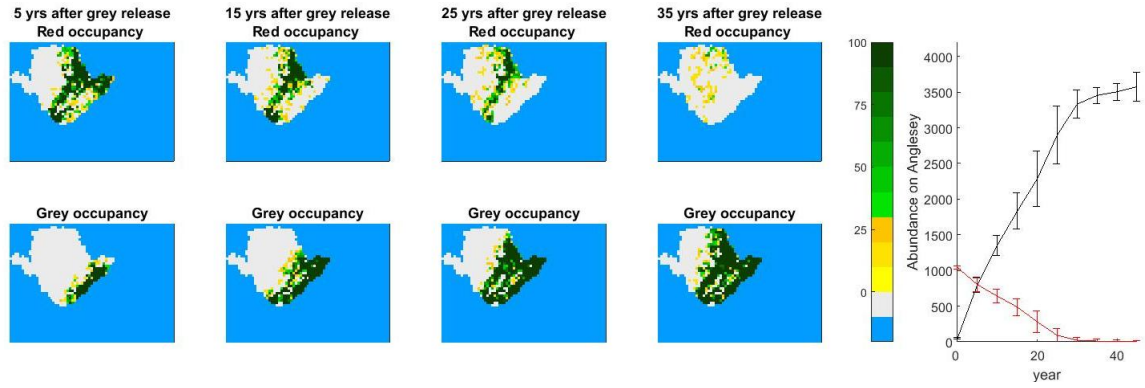 5 yrs after grey release
Red occupancy
15 yrs after grey release
Red occupancy
25 yrs after grey release
Red occupancy
35 yrs after grey release
Red occupancy
Grey occupancy
Grey occupancy
Grey occupancy
Grey occupancy
100
75
50
25
0
Abundance on Anglesey
4000
3500
3000
2500
2000
1500
1000
500
0
0
20
40
year